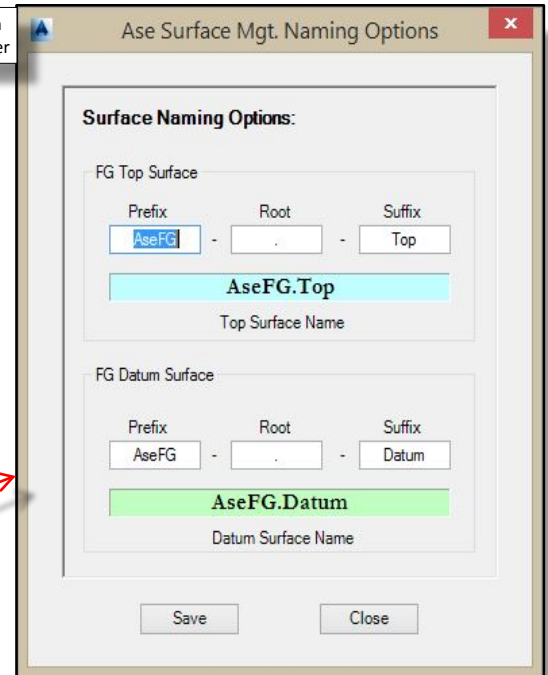 er
Ase Surface Mgt. Naming Options
x
Surface Naming Options:
FG Top Surface
Prefix Root Suffix
AseFG - . - Top
AseFG.Top
Top Surface Name
FG Datum Surface
Prefix Root Suffix
AseFG - . - Datum
AseFG.Datum
Datum Surface Name
Save Close